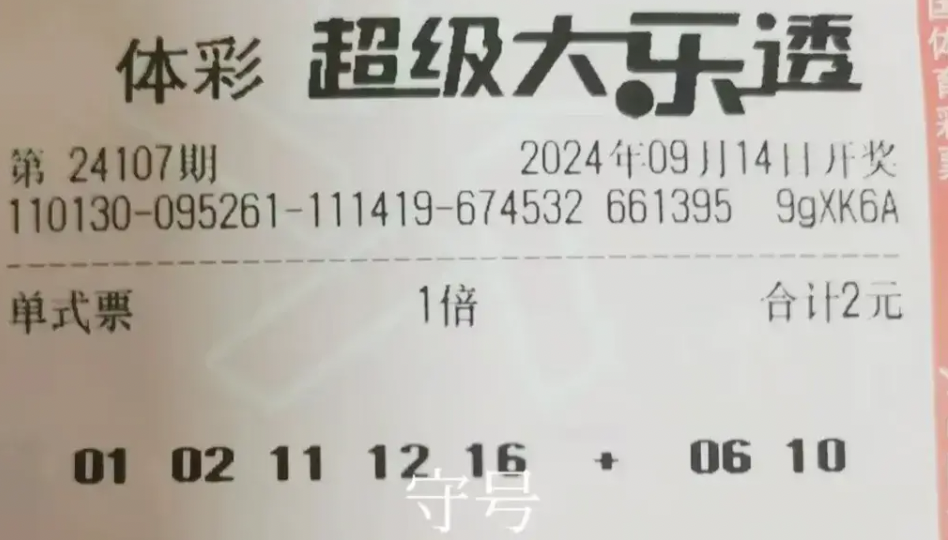 体彩 超级大乐透
第 24107期 2024年09月14日开奖
110130-095261-111419-674532 661395 9gXK6A
单式票 1倍 合计2元
01 02 11 12 16 + 06 10
守号
国体育彩票